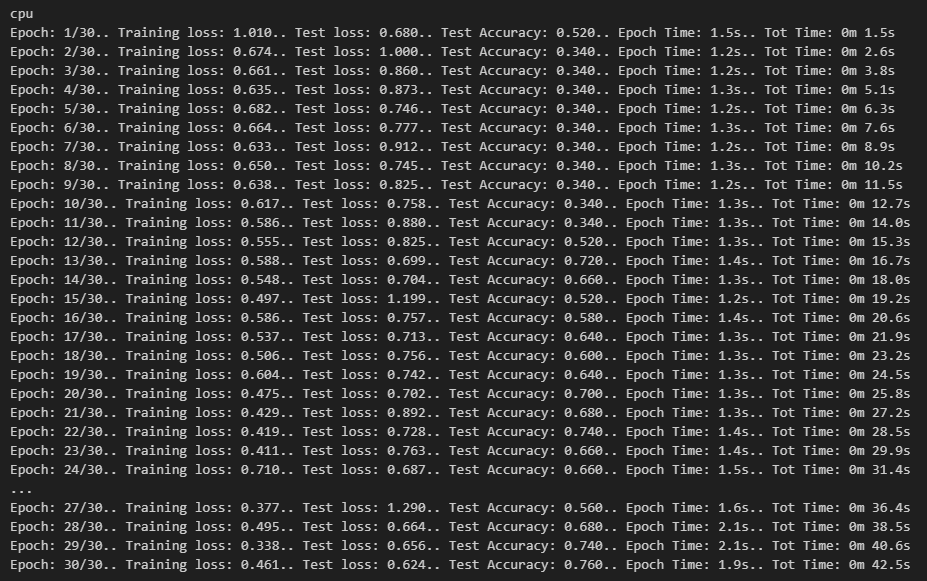 cpu
Epoch: 1/30.. Training loss: 1.010.. Test loss: 0.680.. Test Accuracy: 0.520.. Epoch Time: 1.5s.. Tot Time: 0m 1.5s
Epoch: 2/30.. Training loss: 0.674.. Test loss: 1.000.. Test Accuracy: 0.340.. Epoch Time: 1.2s.. Tot Time: 0m 2.6s
Epoch: 3/30.. Training loss: 0.661.. Test loss: 0.860.. Test Accuracy: 0.340.. Epoch Time: 1.2s.. Tot Time: 0m 3.8s
Epoch: 4/30.. Training loss: 0.635.. Test loss: 0.873.. Test Accuracy: 0.340.. Epoch Time: 1.3s.. Tot Time: 0m 5.1s
Epoch: 5/30.. Training loss: 0.682.. Test loss: 0.746.. Test Accuracy: 0.340.. Epoch Time: 1.2s.. Tot Time: 0m 6.3s
Epoch: 6/30.. Training loss: 0.664.. Test loss: 0.777.. Test Accuracy: 0.340.. Epoch Time: 1.3s.. Tot Time: 0m 7.6s
Epoch: 7/30.. Training loss: 0.633.. Test loss: 0.912.. Test Accuracy: 0.340.. Epoch Time: 1.2s.. Tot Time: 0m 8.9s
Epoch: 8/30.. Training loss: 0.650.. Test loss: 0.745.. Test Accuracy: 0.340.. Epoch Time: 1.3s.. Tot Time: 0m 10.2s
Epoch: 9/30.. Training loss: 0.638.. Test loss: 0.825.. Test Accuracy: 0.340.. Epoch Time: 1.2s.. Tot Time: 0m 11.5s
Epoch: 10/30.. Training loss: 0.617.. Test loss: 0.758.. Test Accuracy: 0.340.. Epoch Time: 1.3s.. Tot Time: 0m 12.7s
Epoch: 11/30.. Training loss: 0.586.. Test loss: 0.880.. Test Accuracy: 0.340.. Epoch Time: 1.3s.. Tot Time: 0m 14.0s
Epoch: 12/30.. Training loss: 0.555.. Test loss: 0.825.. Test Accuracy: 0.520.. Epoch Time: 1.3s.. Tot Time: 0m 15.3s
Epoch: 13/30.. Training loss: 0.588.. Test loss: 0.699.. Test Accuracy: 0.720.. Epoch Time: 1.4s.. Tot Time: 0m 16.7s
Epoch: 14/30.. Training loss: 0.548.. Test loss: 0.704.. Test Accuracy: 0.660.. Epoch Time: 1.3s.. Tot Time: 0m 18.0s
Epoch: 15/30.. Training loss: 0.497.. Test loss: 1.199.. Test Accuracy: 0.520.. Epoch Time: 1.2s.. Tot Time: 0m 19.2s
Epoch: 16/30.. Training loss: 0.586.. Test loss: 0.757.. Test Accuracy: 0.580.. Epoch Time: 1.4s.. Tot Time: 0m 20.6s
Epoch: 17/30.. Training loss: 0.537.. Test loss: 0.713.. Test Accuracy: 0.640.. Epoch Time: 1.3s.. Tot Time: 0m 21.9s
Epoch: 18/30.. Training loss: 0.506.. Test loss: 0.756.. Test Accuracy: 0.600.. Epoch Time: 1.3s.. Tot Time: 0m 23.2s
Epoch: 19/30.. Training loss: 0.604.. Test loss: 0.742.. Test Accuracy: 0.640.. Epoch Time: 1.3s.. Tot Time: 0m 24.5s
Epoch: 20/30.. Training loss: 0.475.. Test loss: 0.702.. Test Accuracy: 0.700.. Epoch Time: 1.3s.. Tot Time: 0m 25.8s
Epoch: 21/30.. Training loss: 0.429.. Test loss: 0.892.. Test Accuracy: 0.680.. Epoch Time: 1.3s.. Tot Time: 0m 27.2s
Epoch: 22/30.. Training loss: 0.419.. Test loss: 0.728.. Test Accuracy: 0.740.. Epoch Time: 1.4s.. Tot Time: 0m 28.5s
Epoch: 23/30.. Training loss: 0.411.. Test loss: 0.763.. Test Accuracy: 0.660.. Epoch Time: 1.4s.. Tot Time: 0m 29.9s
Epoch: 24/30.. Training loss: 0.710.. Test loss: 0.687.. Test Accuracy: 0.660.. Epoch Time: 1.5s.. Tot Time: 0m 31.4s
...
Epoch: 27/30.. Training loss: 0.377.. Test loss: 1.290.. Test Accuracy: 0.560.. Epoch Time: 1.6s.. Tot Time: 0m 36.4s
Epoch: 28/30.. Training loss: 0.495.. Test loss: 0.664.. Test Accuracy: 0.680.. Epoch Time: 2.1s.. Tot Time: 0m 38.5s
Epoch: 29/30.. Training loss: 0.338.. Test loss: 0.656.. Test Accuracy: 0.740.. Epoch Time: 2.1s.. Tot Time: 0m 40.6s
Epoch: 30/30.. Training loss: 0.461.. Test loss: 0.624.. Test Accuracy: 0.760.. Epoch Time: 1.9s.. Tot Time: 0m 42.5s